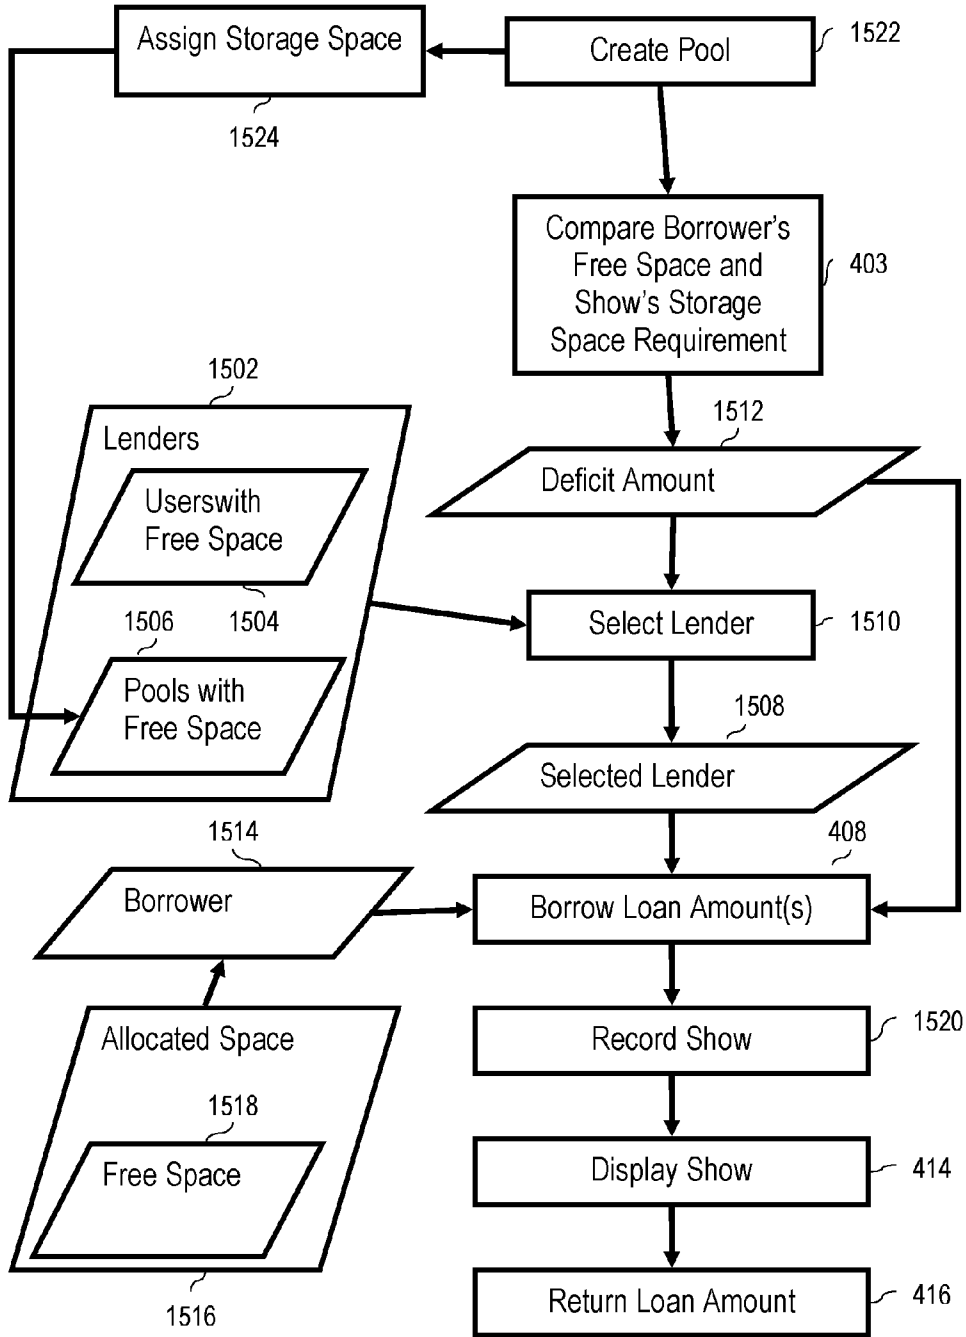 Assign Storage Space
Create Pool
1522
1524
Compare Borrower's
Free Space and
Show's Storage
Space Requirement
403
1502
Lenders
1512
Deficit Amount
Userswith
Free Space
1504
1506
Select Lender
1510
Pools with
Free Space
1508
Selected Lender
1514
408
Borrower
Borrow Loan Amount(s)
Allocated Space
Record Show
1520
1518
Free Space
Display Show
414
1516
Return Loan Amount
416